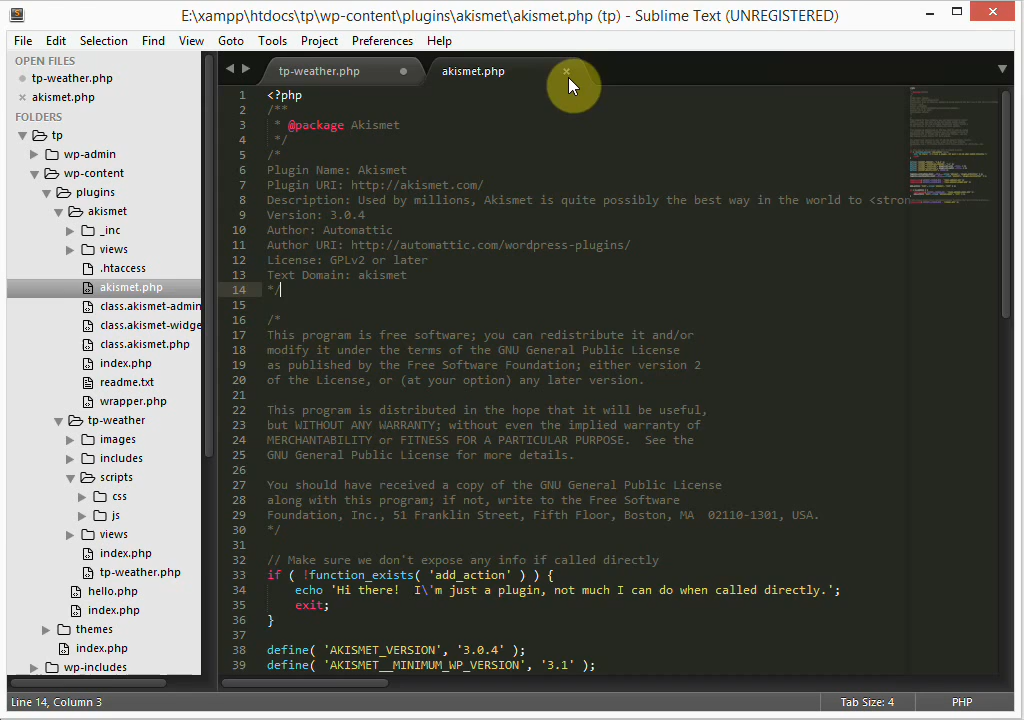 E:\xampp\htdocs\tp\wp-content\plugins\akismet\akismet.php (tp) - Sublime Text (UNREGISTERED)
File Edit Selection Find View Goto Tools Project Preferences Help
OPEN FILES
tp-weather.php
akismet.php
FOLDERS
tp
wp-admin
wp-content
plugins
akismet
_inc
views
.htaccess
akismet.php
class.akismet-admin
class.akismet-widge
class.akismet.php
index.php
readme.txt
wrapper.php
tp-weather
images
includes
scripts
css
js
views
index.php
tp-weather.php
hello.php
index.php
themes
index.php
wp-includes
tp-weather.php
akismet.php
1 <?php
2 /**
3  * @package Akismet
4  */
5 /*
6 Plugin Name: Akismet
7 Plugin URI: http://akismet.com/
8 Description: Used by millions, Akismet is quite possibly the best way in the world to <stron
9 Version: 3.0.4
10 Author: Automattic
11 Author URI: http://automattic.com/wordpress-plugins/
12 License: GPLv2 or later
13 Text Domain: akismet
14 */
15
16 /*
17 This program is free software; you can redistribute it and/or
18 modify it under the terms of the GNU General Public License
19 as published by the Free Software Foundation; either version 2
20 of the License, or (at your option) any later version.
21
22 This program is distributed in the hope that it will be useful,
23 but WITHOUT ANY WARRANTY; without even the implied warranty of
24 MERCHANTABILITY or FITNESS FOR A PARTICULAR PURPOSE.  See the
25 GNU General Public License for more details.
26
27 You should have received a copy of the GNU General Public License
28 along with this program; if not, write to the Free Software
29 Foundation, Inc., 51 Franklin Street, Fifth Floor, Boston, MA  02110-1301, USA.
30 */
31
32 // Make sure we don't expose any info if called directly
33 if ( !function_exists( 'add_action' ) ) {
34     echo 'Hi there!  I\'m just a plugin, not much I can do when called directly.';
35     exit;
36 }
37
38 define( 'AKISMET_VERSION', '3.0.4' );
39 define( 'AKISMET__MINIMUM_WP_VERSION', '3.1' );
Line 14, Column 3
Tab Size: 4
PHP